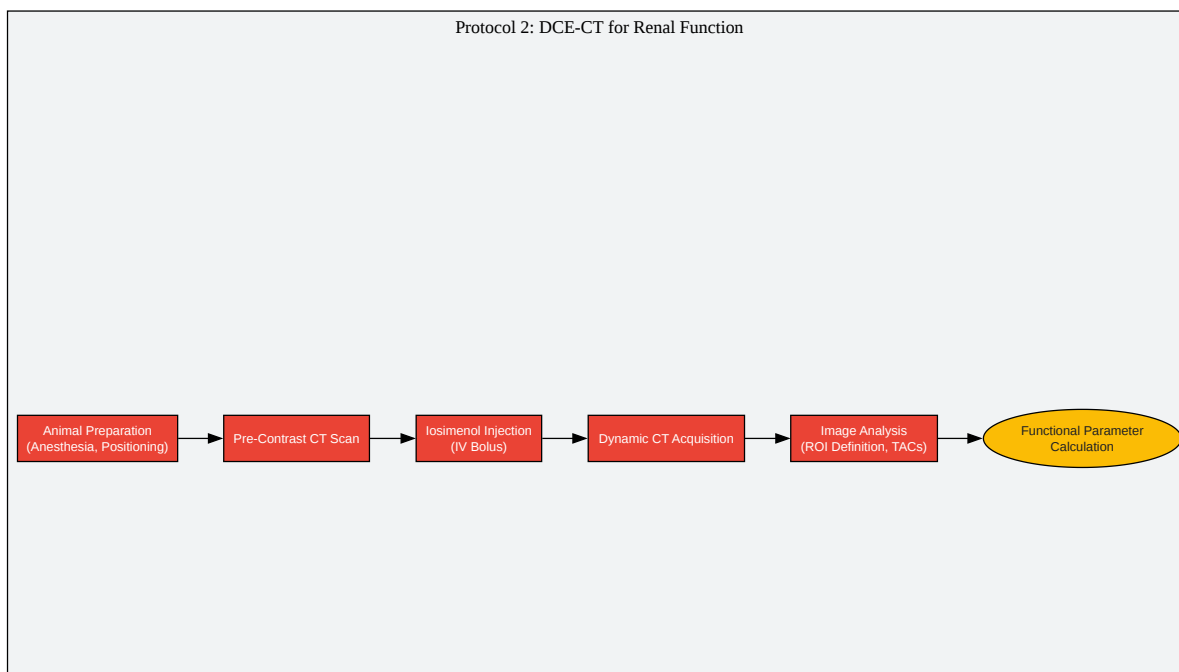 Protocol 2: DCE-CT for Renal Function
Animal Preparation
(Anesthesia, Positioning)
Pre-Contrast CT Scan
Iosimenol Injection
(IV Bolus)
Dynamic CT Acquisition
Image Analysis
(ROI Definition, TACs)
Functional Parameter
Calculation